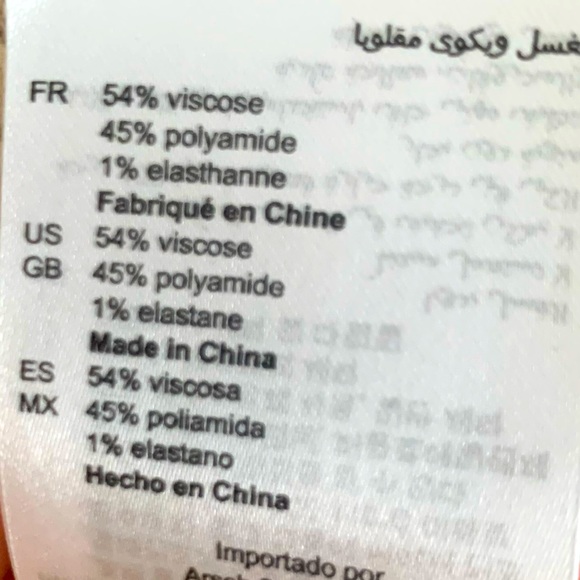 يغسل ويكوى مقلوبا
FR 54% viscose
45% polyamide
1% elasthanne
Fabriqué en Chine
US 54% viscose
GB 45% polyamide
1% elastane
Made in China
ES 54% viscosa
MX 45% poliamida
1% elastano
Hecho en China
Importado por